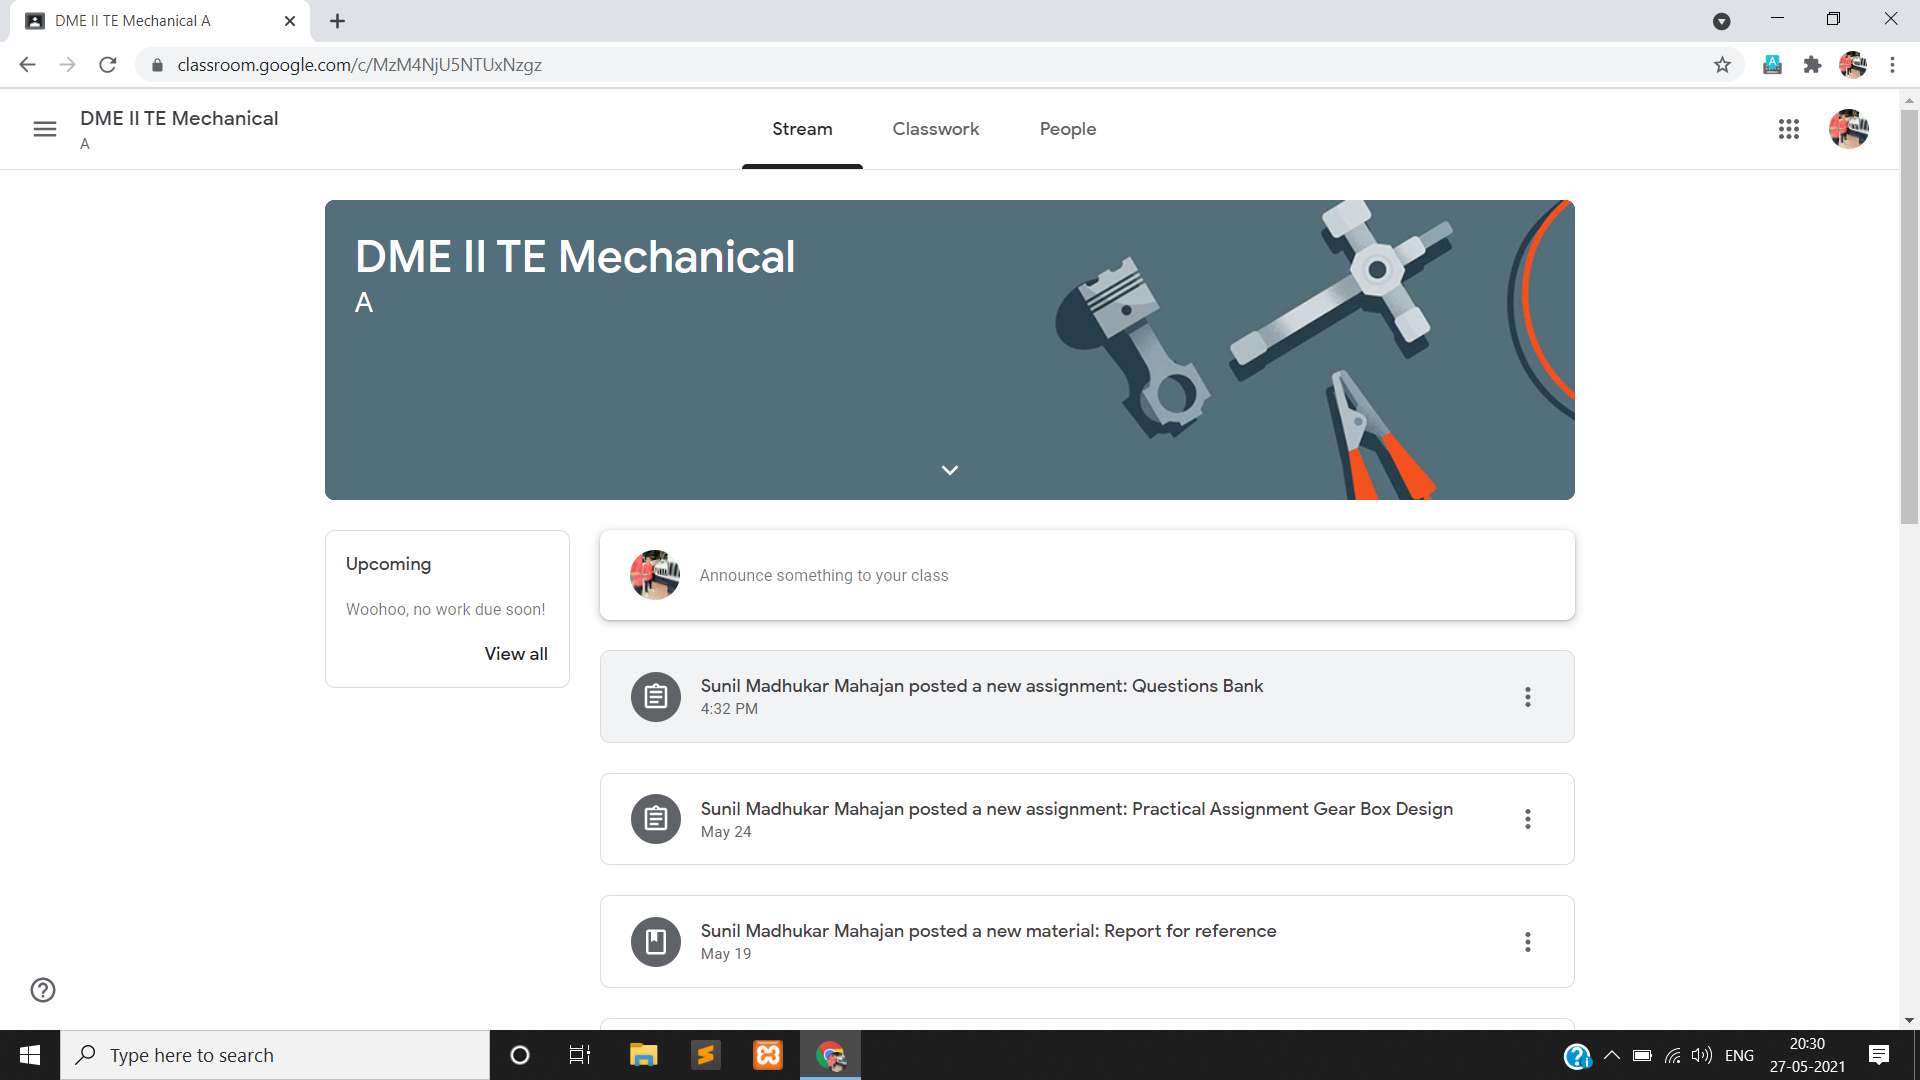 DME II TE Mechanical A
classroom.google.com/c/MzM4NjU5NTUxNzgz
DME II TE Mechanical
A
Stream
Classwork
People
DME II TE Mechanical
A
Upcoming
Woohoo, no work due soon!
View all
Announce something to your class
Sunil Madhukar Mahajan posted a new assignment: Questions Bank
4:32 PM
Sunil Madhukar Mahajan posted a new assignment: Practical Assignment Gear Box Design
May 24
Sunil Madhukar Mahajan posted a new material: Report for reference
May 19
Type here to search
ENG
20:30
27-05-2021